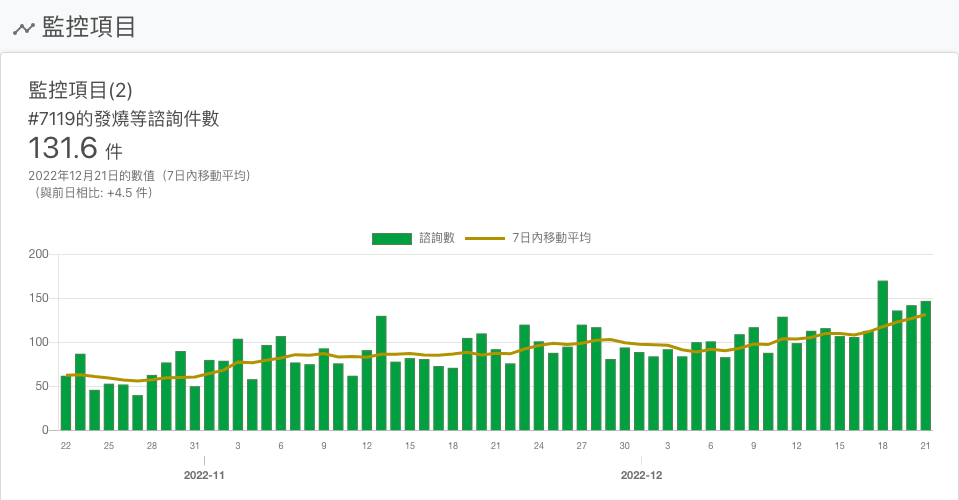 監控項目
監控項目(2)
#7119的發燒等諮詢件數
131.6 件
2022年12月21日的數值（7日內移動平均）
（與前日相比: +4.5 件）
諮詢數 7日內移動平均
200
150
100
50
0
22 25 28 31 3 6 9 12 15 18 21 24 27 30 3 6 9 12 15 18 21
2022-11 2022-12